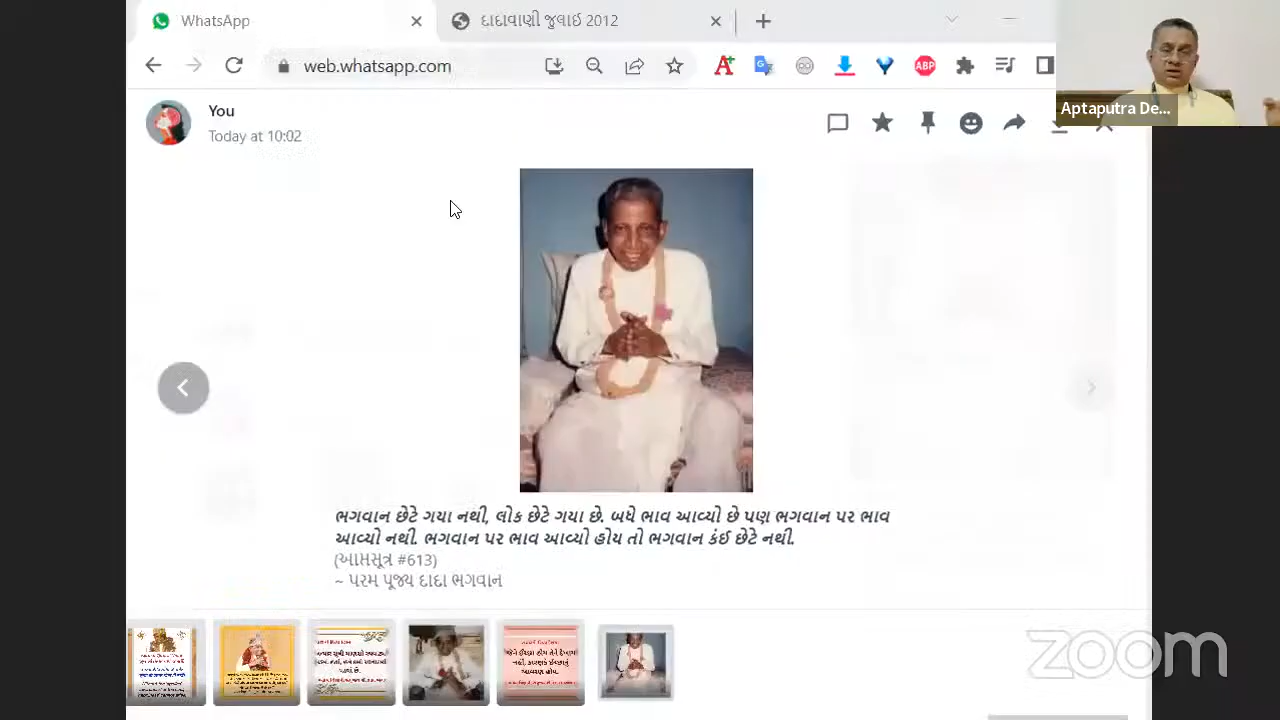 WhatsApp
દાદાવાણી જુલાઇ 2012
web.whatsapp.com
ABP
Aptaputra De...
You
Today at 10:02
ભગવાન છેટે ગયા નથી, લોક છેટે ગયા છે. બધે ભાવ આવ્યો છે પણ ભગવાન પર ભાવ
આવ્યો નથી. ભગવાન પર ભાવ આવ્યો હોય તો ભગવાન કંઈ છેટે નથી.
(આપ્તસૂત્ર #613)
~ પરમ પૂજ્ય દાદા ભગવાન
zoom